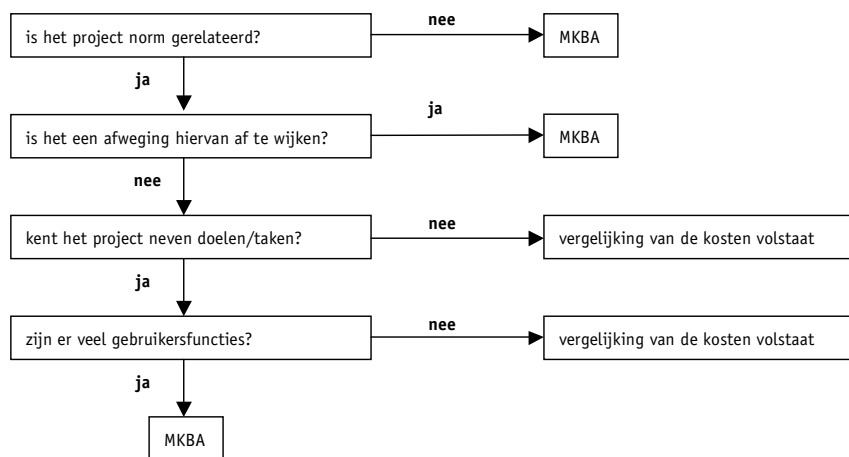 is het project norm gerelateerd?
nee
MKBA
ja
is het een afweging hiervan af te wijken?
ja
MKBA
nee
kent het project neven doelen/taken?
nee
vergelijking van de kosten volstaat
ja
zijn er veel gebruikersfuncties?
nee
vergelijking van de kosten volstaat
ja
MKBA